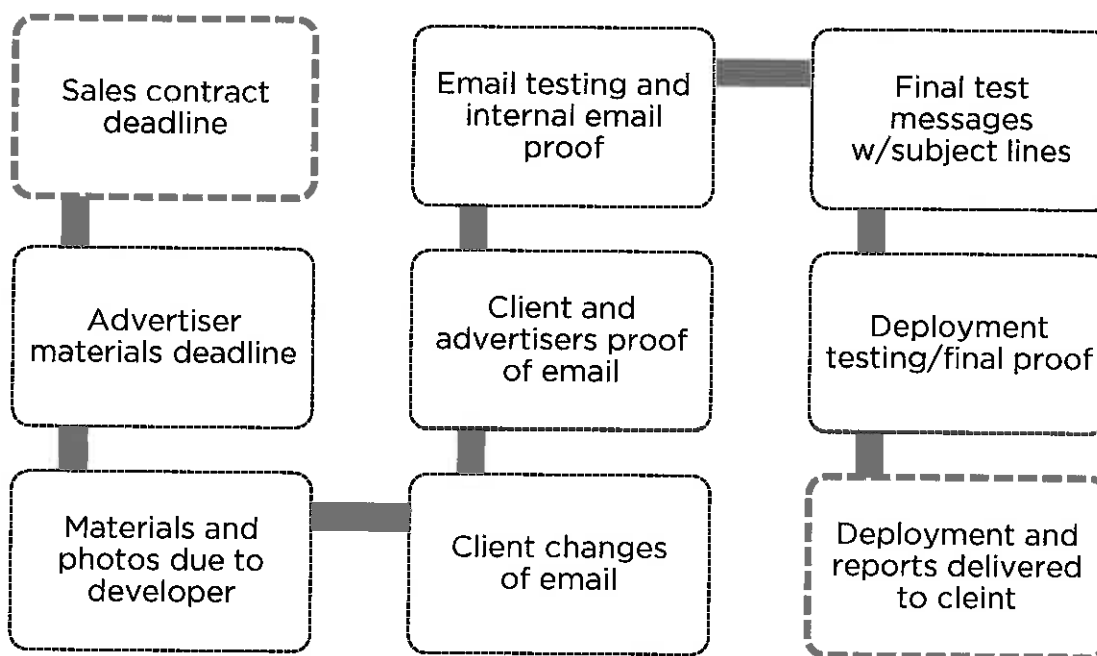 Sales contract
deadline
Advertiser
materials deadline
Materials and
photos due to
developer
Client changes
of email
Client and
advertisers proof
of email
Email testing and
internal email
proof
Final test
messages
w/subject lines
Deployment
testing/final proof
Deployment and
reports delivered
to cleint